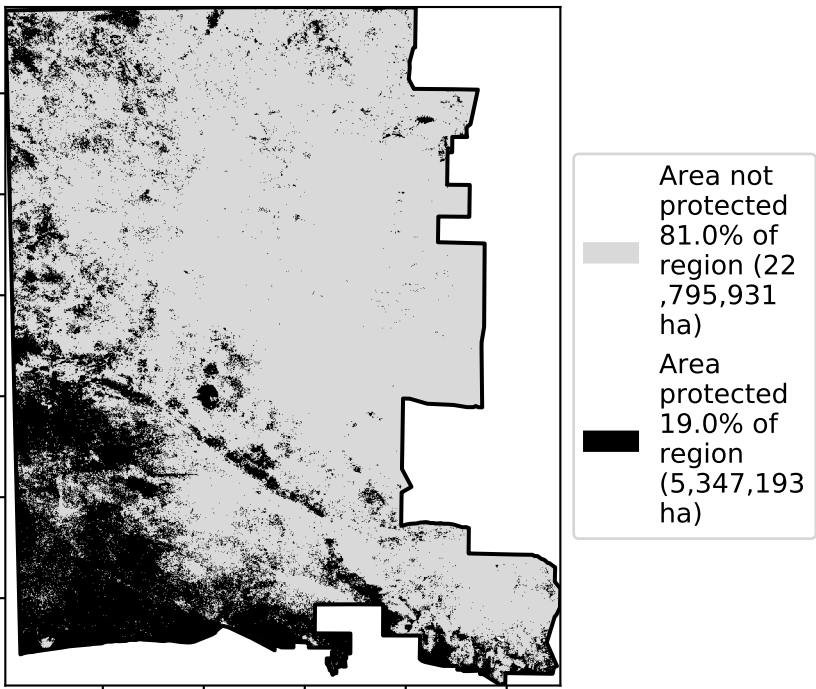 Area not
protected
81.0% of
region (22
,795,931
ha)
Area
protected
19.0% of
region
(5,347,193
ha)